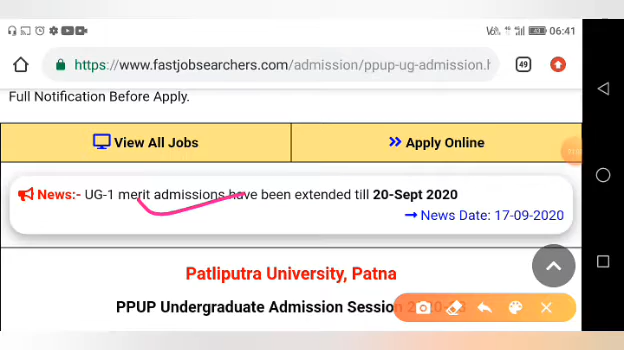 06:41
https://www.fastjobsearchers.com/admission/ppup-ug-admission.h
49
Full Notification Before Apply.
View All Jobs
Apply Online
News:- UG-1 merit admissions have been extended till 20-Sept 2020
News Date: 17-09-2020
Patliputra University, Patna
PPUP Undergraduate Admission Session